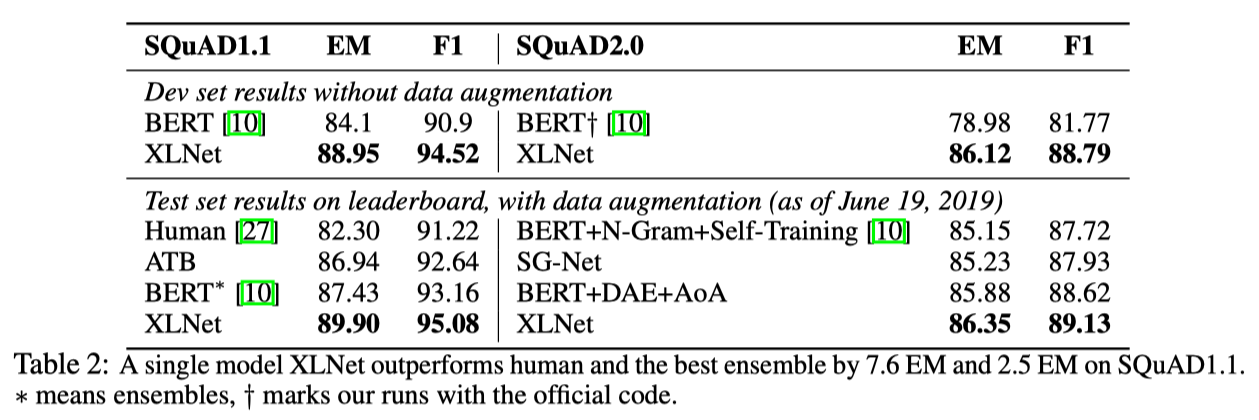 SQuAD1.1 EM F1 SQuAD2.0 EM F1
Dev set results without data augmentation
BERT [10] 84.1 90.9 BERT† [10] 78.98 81.77
XLNet 88.95 94.52 XLNet 86.12 88.79
Test set results on leaderboard, with data augmentation (as of June 19, 2019)
Human [27] 82.30 91.22 BERT+N-Gram+Self-Training [10] 85.15 87.72
ATB 86.94 92.64 SG-Net 85.23 87.93
BERT* [10] 87.43 93.16 BERT+DAE+AoA 85.88 88.62
XLNet 89.90 95.08 XLNet 86.35 89.13
Table 2: A single model XLNet outperforms human and the best ensemble by 7.6 EM and 2.5 EM on SQuAD1.1.
* means ensembles, † marks our runs with the official code.